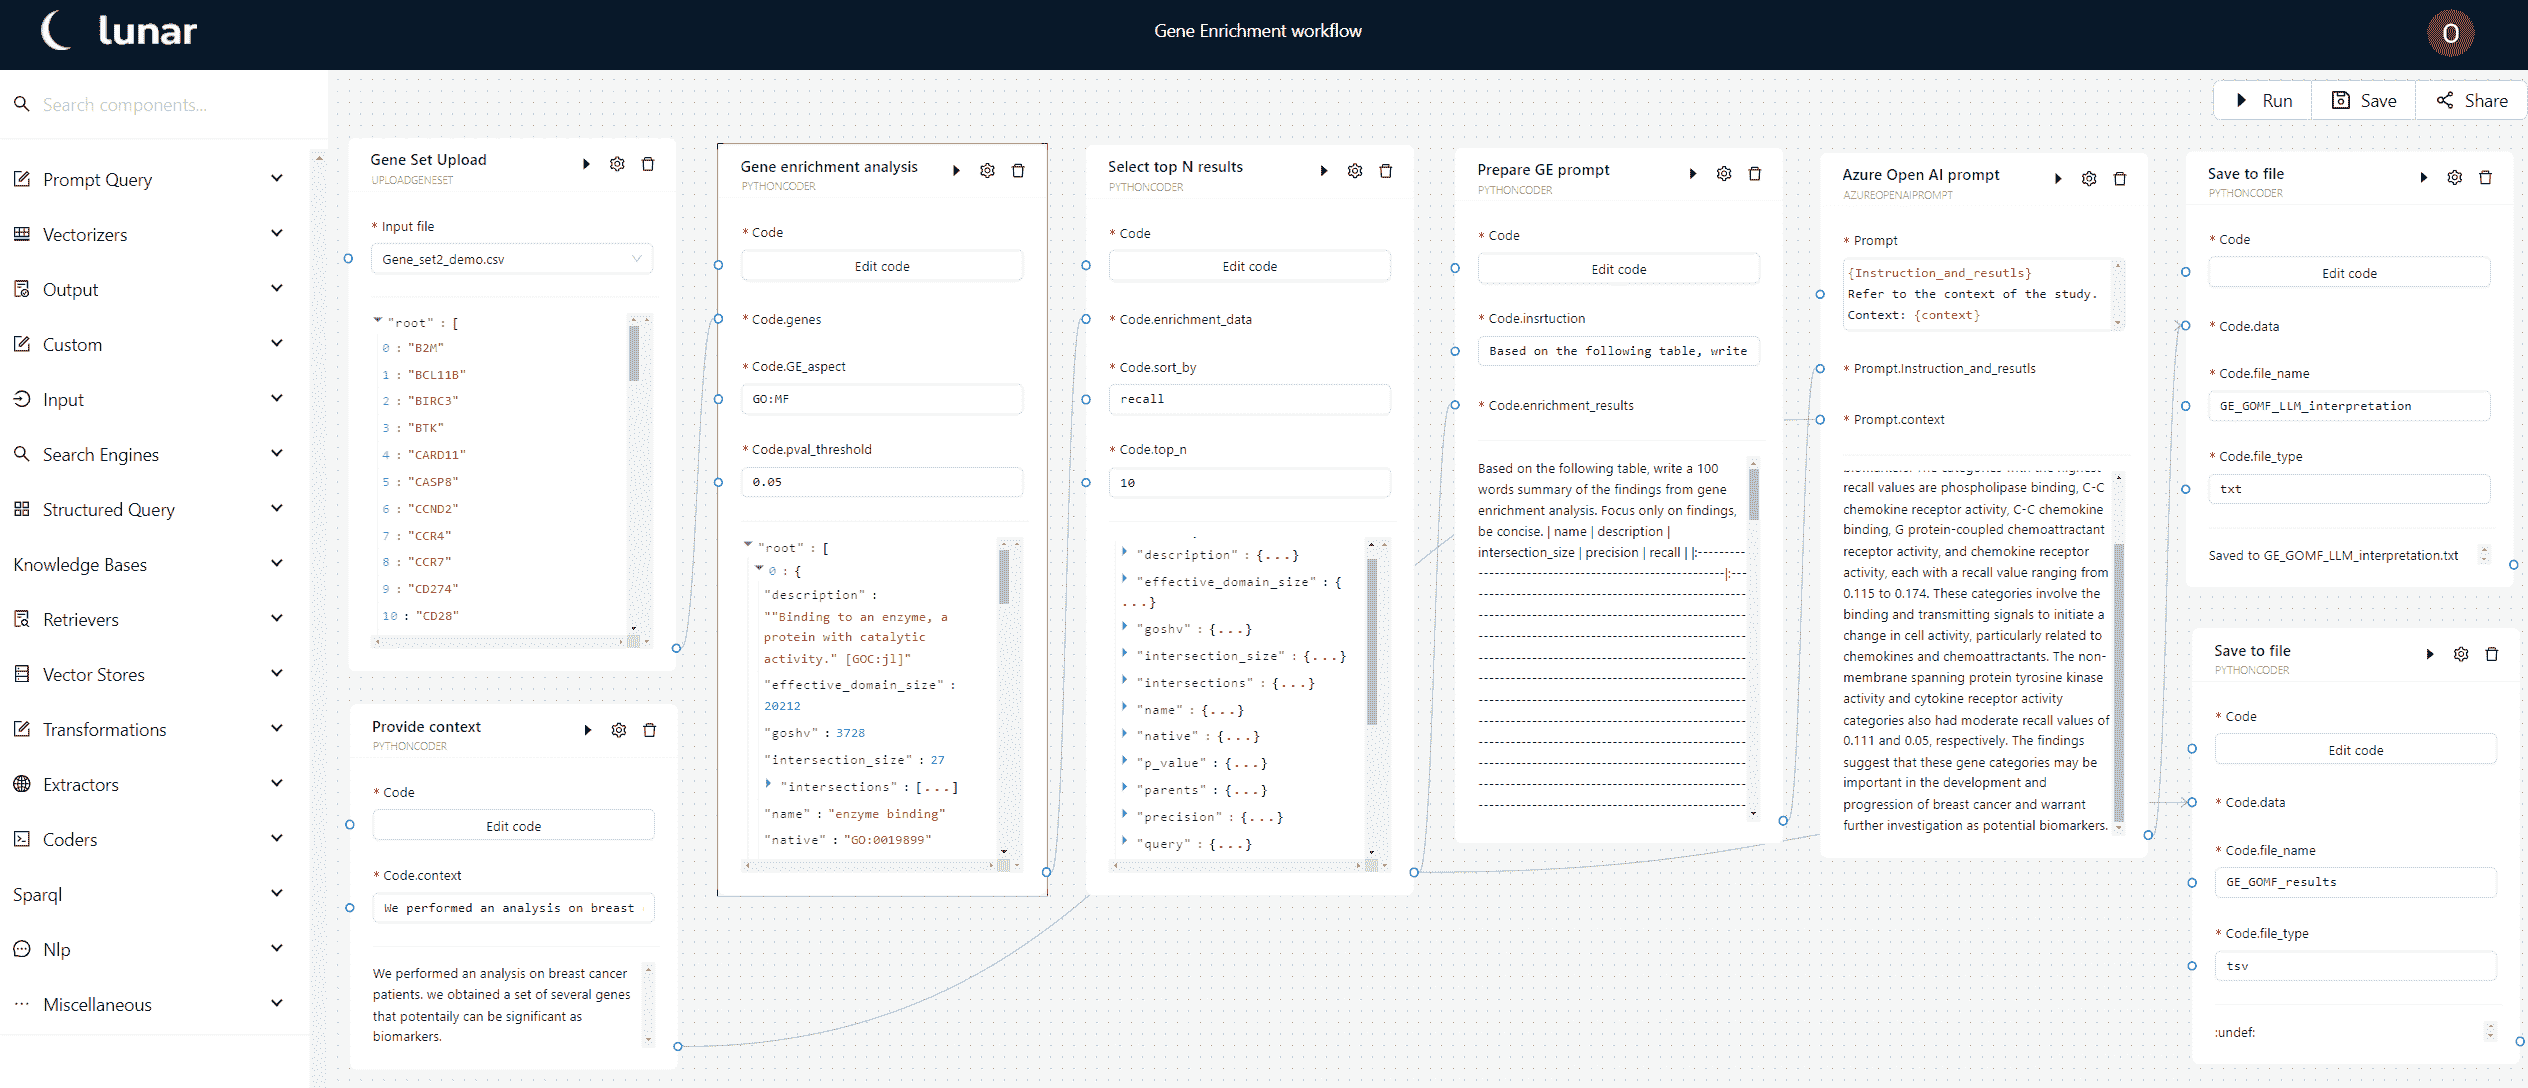 lunar
Gene Enrichment workflow
O
Search components...
Run
Save
Share
Prompt Query
Vectorizers
Output
Custom
Input
Search Engines
Structured Query
Knowledge Bases
Retrievers
Vector Stores
Transformations
Extractors
Coders
Sparql
Nlp
Miscellaneous
Gene Set Upload
UPLOADGENESET
* Input file
Gene_set2_demo.csv
"root" : [
0 : "B2M"
1 : "BCL11B"
2 : "BIRC3"
3 : "BTK"
4 : "CARD11"
5 : "CASP8"
6 : "CCND2"
7 : "CCR4"
8 : "CCR7"
9 : "CD274"
10 : "CD28"
Provide context
PYTHONCODER
* Code
Edit code
* Code.context
We performed an analysis on breast
We performed an analysis on breast cancer
patients. we obtained a set of several genes
that potentaily can be significant as
biomarkers.
Gene enrichment analysis
PYTHONCODER
* Code
Edit code
* Code.genes
* Code.GE_aspect
GO:MF
* Code.pval_threshold
0.05
"root" : [
0 : {
"description" :
""Binding to an enzyme, a
protein with catalytic
activity." [GOC:jl]"
"effective_domain_size" :
20212
"goshv" : 3728
"intersection_size" : 27
"intersections" : [...]
"name" : "enzyme binding"
"native" : "GO:0019899"
Select top N results
PYTHONCODER
* Code
Edit code
* Code.enrichment_data
* Code.sort_by
recall
* Code.top_n
10
"description" : {...}
"effective_domain_size" : {
...}
"goshv" : {...}
"intersection_size" : {...}
"intersections" : {...}
"name" : {...}
"native" : {...}
"p_value" : {...}
"parents" : {...}
"precision" : {...}
"query" : {...}
Prepare GE prompt
PYTHONCODER
* Code
Edit code
* Code.insrtuction
Based on the following table, write
* Code.enrichment_results
Based on the following table, write a 100
words summary of the findings from gene
enrichment analysis. Focus only on findings,
be concise. | name | description |
intersection_size | precision | recall | |:---------
Azure Open AI prompt
AZUREOPENAIPROMPT
* Prompt
{Instruction_and_resutls}
Refer to the context of the study.
Context: {context}
* Prompt.Instruction_and_resutls
* Prompt.context
recall values are phospholipase binding, C-C
chemokine receptor activity, C-C chemokine
binding, G protein-coupled chemoattractant
receptor activity, and chemokine receptor
activity, each with a recall value ranging from
0.115 to 0.174. These categories involve the
binding and transmitting signals to initiate a
change in cell activity, particularly related to
chemokines and chemoattractants. The non-
membrane spanning protein tyrosine kinase
activity and cytokine receptor activity
categories also had moderate recall values of
0.111 and 0.05, respectively. The findings
suggest that these gene categories may be
important in the development and
progression of breast cancer and warrant
further investigation as potential biomarkers.
Save to file
PYTHONCODER
* Code
Edit code
* Code.data
* Code.file_name
GE_GOMF_LLM_interpretation
* Code.file_type
txt
Saved to GE_GOMF_LLM_interpretation.txt
Save to file
PYTHONCODER
* Code
Edit code
* Code.data
* Code.file_name
GE_GOMF_results
* Code.file_type
tsv
:undef: